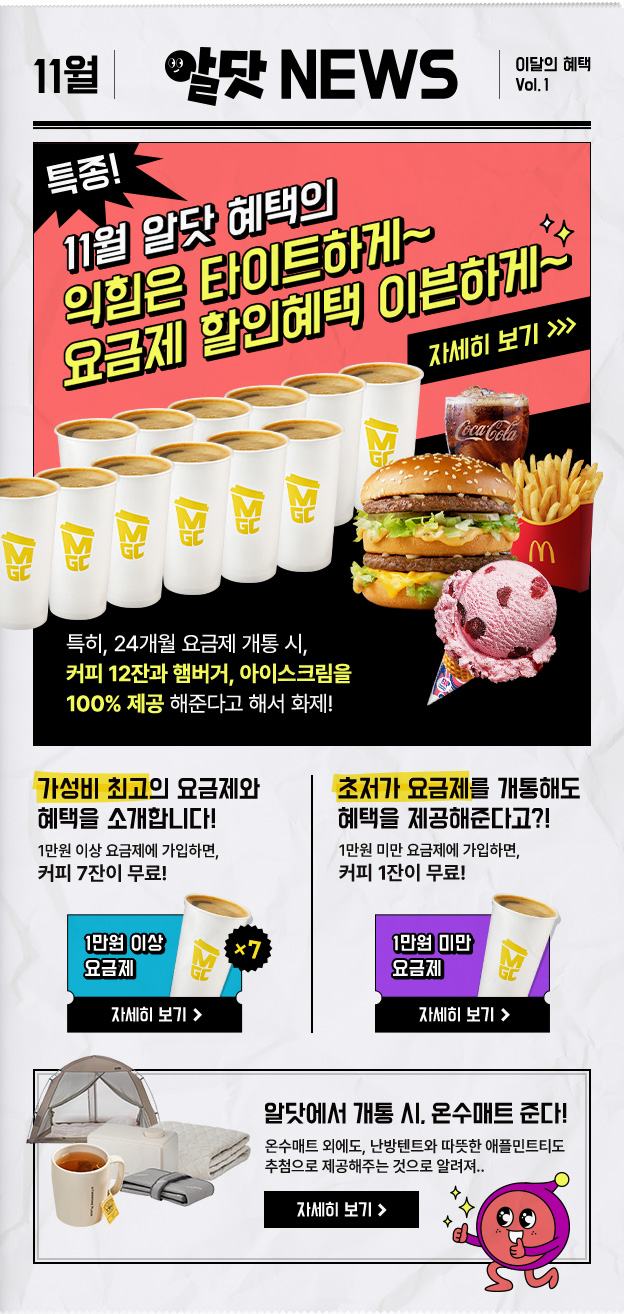 11월
알닷 NEWS
이달의 혜택
Vol.1
특종!
11월 알닷 혜택의
익힘은 타이트하게~
요금제 할인혜택 이븐하게~
자세히 보기 >>>
Coca-Cola
MGC
MGC
MGC
MGC
MGC
MGC
MGC
특히, 24개월 요금제 개통 시,
커피 12잔과 햄버거, 아이스크림을
100% 제공 해준다고 해서 화제!
가성비 최고의 요금제와
혜택을 소개합니다!
1만원 이상 요금제에 가입하면,
커피 7잔이 무료!
1만원 이상
요금제
MGC
×7
자세히 보기 >
초저가 요금제를 개통해도
혜택을 제공해준다고?!
1만원 미만 요금제에 가입하면,
커피 1잔이 무료!
1만원 미만
요금제
MGC
자세히 보기 >
알닷에서 개통 시, 온수매트 준다!
온수매트 외에도, 난방텐트와 따뜻한 애플민트티도
추첨으로 제공해주는 것으로 알려져..
자세히 보기 >